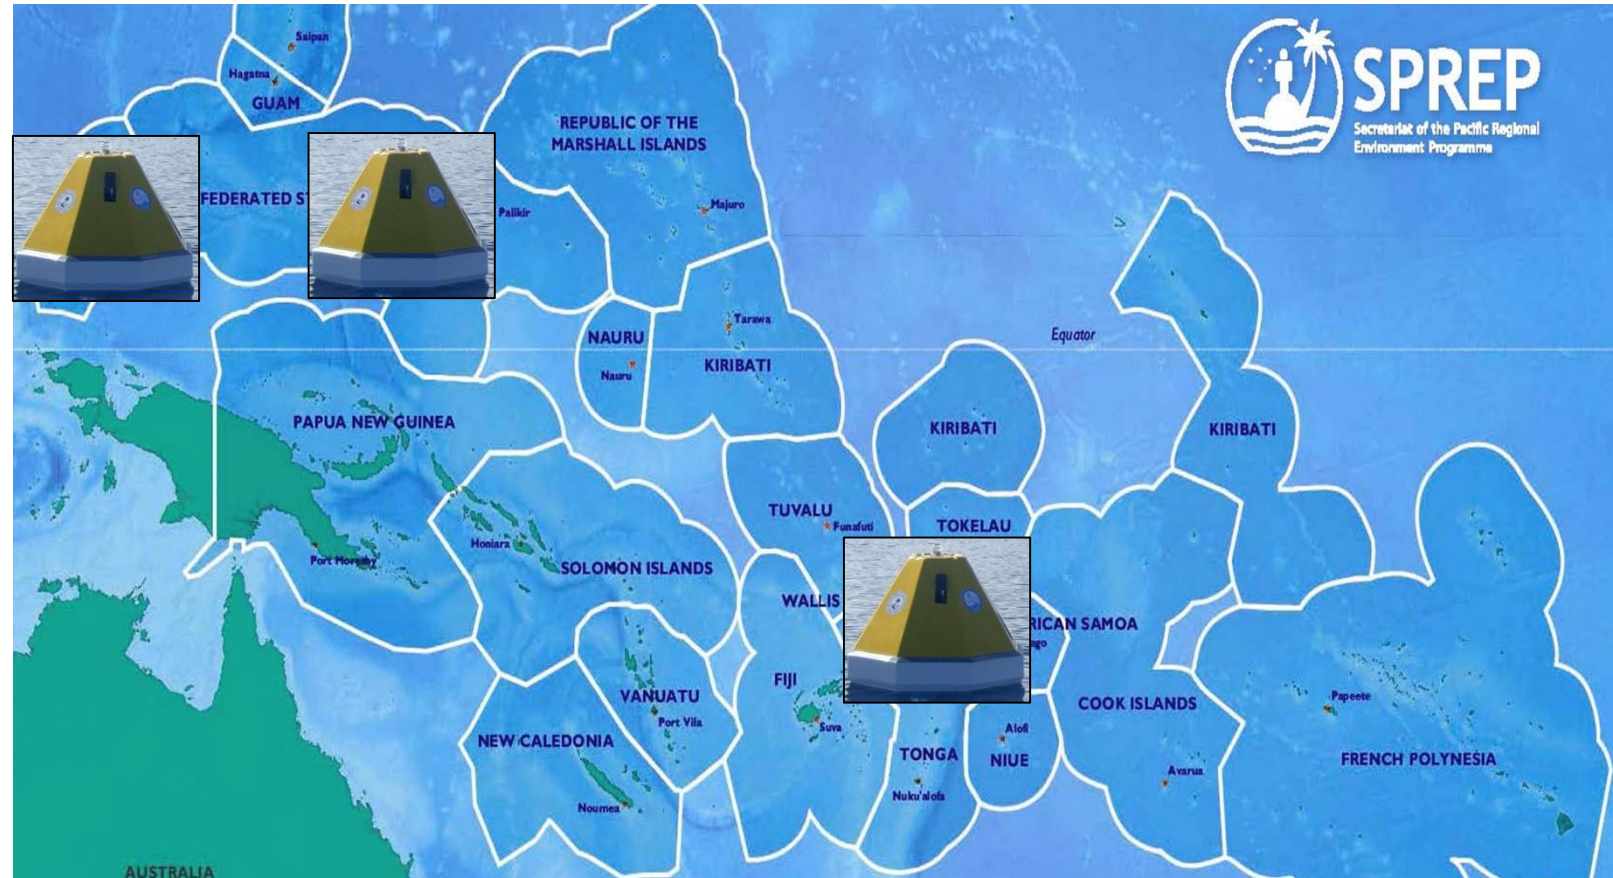 Saipan
Hagatna
GUAM
SPREP
Secretariat of the Pacific Regional
Environment Programme
REPUBLIC OF THE
MARSHALL ISLANDS
FEDERATED
Palikir
Majuro
Tarawa
NAURU
Nauru
KIRIBATI
Equator
PAPUA NEW GUINEA
KIRIBATI
KIRIBATI
TUVALU
Funafuti
TOKELAU
Honiara
Port Moresby
SOLOMON ISLANDS
WALLIS
SAMOA
FIJI
VANUATU
Port Vila
Suva
COOK ISLANDS
Papeete
NEW CALEDONIA
Alofi
TONGA
NIUE
FRENCH POLYNESIA
Avarua
Noumea
Nuku'alofa
AUSTRALIA